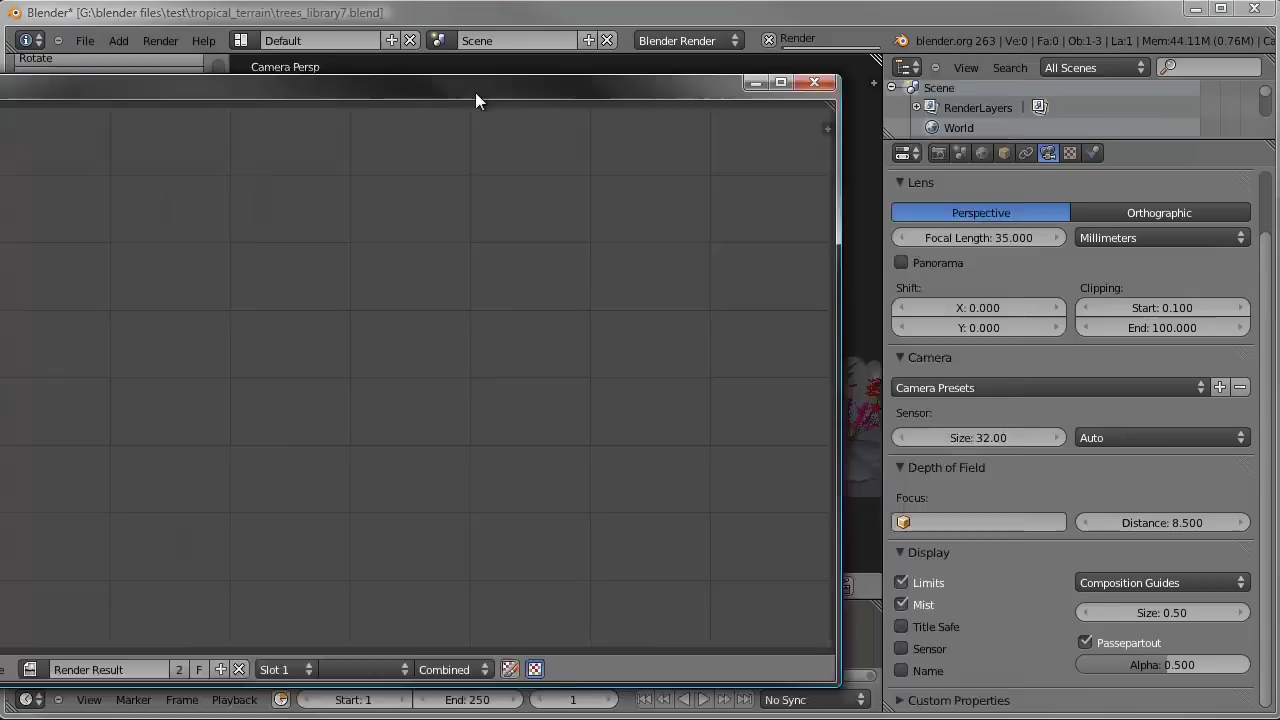 Blender* [G:\blender files\test\tropical_terrain\trees_library7.blend]
File Add Render Help Default Scene Blender Render Render blender.org 263 | Ve:0 | Fa:0 | Ob:1-3 | La:1 | Mem:44.11M (0.76M) | Ca
Rotate
Camera Persp
View Search All Scenes
Scene
RenderLayers
World
Lens
Perspective Orthographic
Focal Length: 35.000 Millimeters
Panorama
Shift: Clipping:
X: 0.000 Start: 0.100
Y: 0.000 End: 100.000
Camera
Camera Presets
Sensor:
Size: 32.00 Auto
Depth of Field
Focus:
Distance: 8.500
Display
Limits Composition Guides
Mist Size: 0.50
Title Safe
Sensor Passepartout
Name Alpha: 0.500
Custom Properties
e Render Result 2 F Slot 1 Combined
View Marker Frame Playback Start: 1 End: 250 1 No Sync